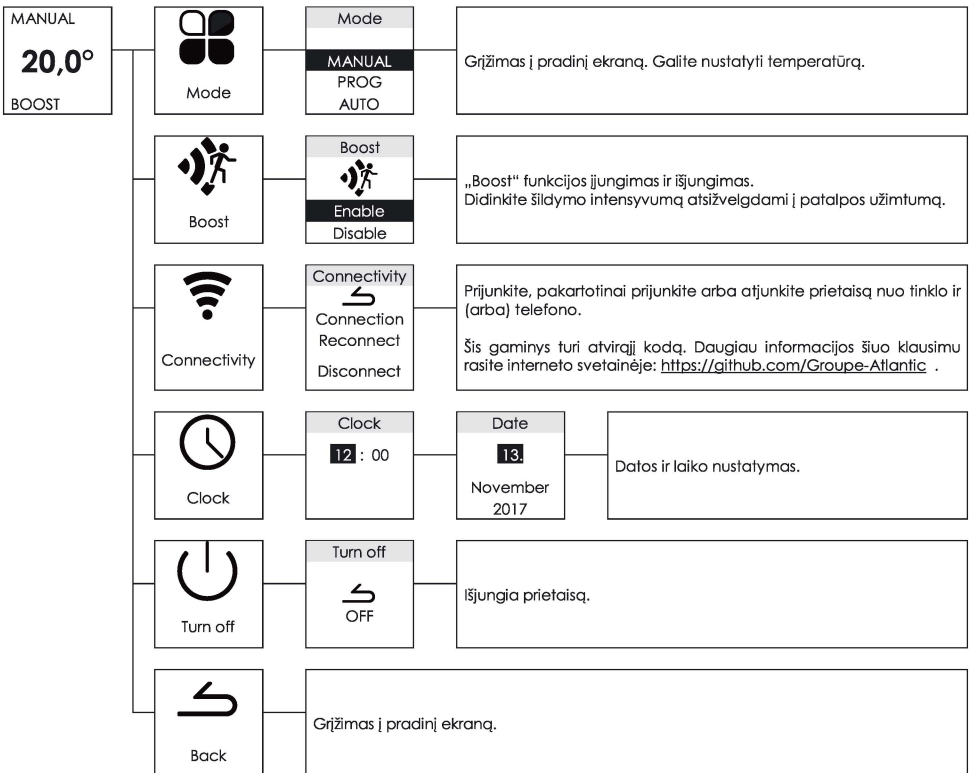 MANUAL
20,0°
BOOST
Mode
Mode
MANUAL
PROG
AUTO
Grįžimas į pradinį ekraną. Galite nustatyti temperatūrą.
Boost
Boost
Enable
Disable
„Boost“ funkcijos įjungimas ir išjungimas.
Didinkite šildymo intensyvumą atsižvelgdami į patalpos užimtumą.
Connectivity
Connectivity
Connection
Reconnect
Disconnect
Prijunkite, pakartotinai prijunkite arba atjunkite prietaisą nuo tinklo ir
(arba) telefono.
Šis gaminys turi atvirąjį kodą. Daugiau informacijos šiuo klausimu
rasite interneto svetainėje: https://github.com/Groupe-Atlantic .
Clock
Clock
12 : 00
Date
13.
November
2017
Datos ir laiko nustatymas.
Turn off
Turn off
OFF
Išjungia prietaisą.
Back
Grįžimas į pradinį ekraną.